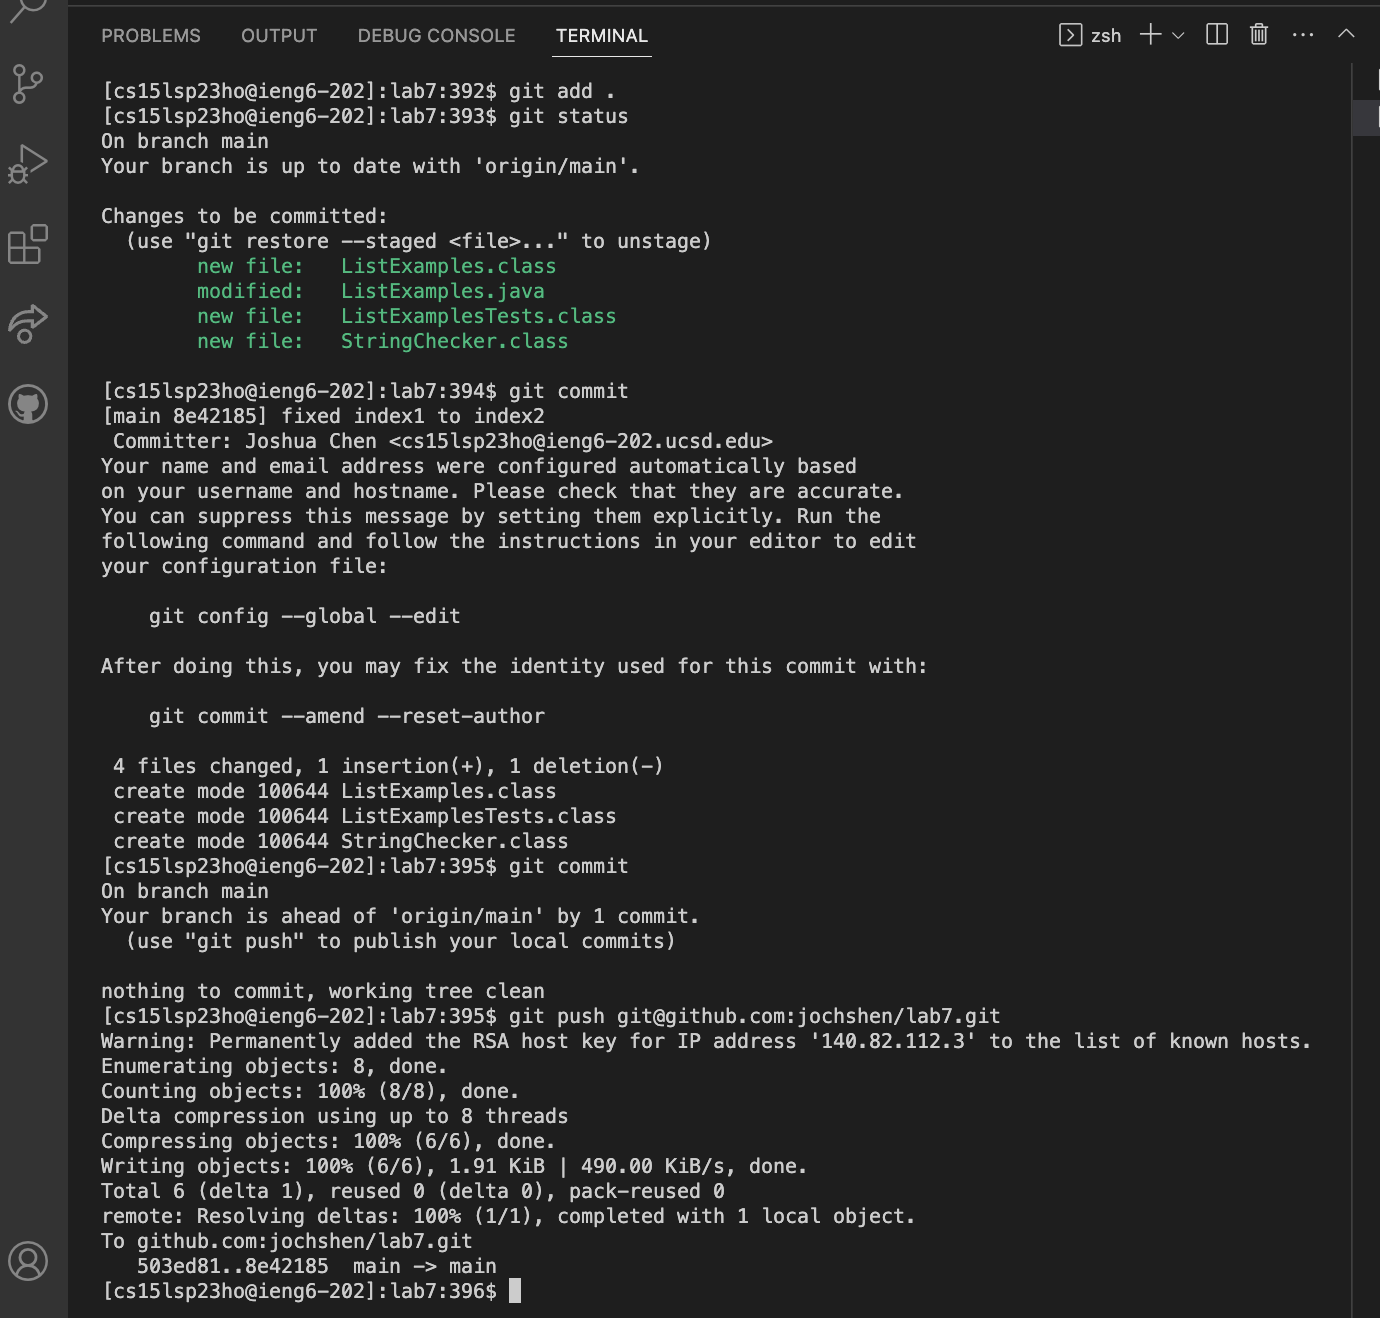 PROBLEMS OUTPUT DEBUG CONSOLE TERMINAL zsh
[cs15lsp23ho@ieng6-202]:lab7:392$ git add .
[cs15lsp23ho@ieng6-202]:lab7:393$ git status
On branch main
Your branch is up to date with 'origin/main'.
Changes to be committed:
  (use "git restore --staged <file>..." to unstage)
        new file:   ListExamples.class
        modified:   ListExamples.java
        new file:   ListExamplesTests.class
        new file:   StringChecker.class
[cs15lsp23ho@ieng6-202]:lab7:394$ git commit
[main 8e42185] fixed index1 to index2
 Committer: Joshua Chen <cs15lsp23ho@ieng6-202.ucsd.edu>
Your name and email address were configured automatically based
on your username and hostname. Please check that they are accurate.
You can suppress this message by setting them explicitly. Run the
following command and follow the instructions in your editor to edit
your configuration file:
    git config --global --edit
After doing this, you may fix the identity used for this commit with:
    git commit --amend --reset-author
 4 files changed, 1 insertion(+), 1 deletion(-)
 create mode 100644 ListExamples.class
 create mode 100644 ListExamplesTests.class
 create mode 100644 StringChecker.class
[cs15lsp23ho@ieng6-202]:lab7:395$ git commit
On branch main
Your branch is ahead of 'origin/main' by 1 commit.
  (use "git push" to publish your local commits)
nothing to commit, working tree clean
[cs15lsp23ho@ieng6-202]:lab7:395$ git push git@github.com:jochshen/lab7.git
Warning: Permanently added the RSA host key for IP address '140.82.112.3' to the list of known hosts.
Enumerating objects: 8, done.
Counting objects: 100% (8/8), done.
Delta compression using up to 8 threads
Compressing objects: 100% (6/6), done.
Writing objects: 100% (6/6), 1.91 KiB | 490.00 KiB/s, done.
Total 6 (delta 1), reused 0 (delta 0), pack-reused 0
remote: Resolving deltas: 100% (1/1), completed with 1 local object.
To github.com:jochshen/lab7.git
   503ed81..8e42185  main -> main
[cs15lsp23ho@ieng6-202]:lab7:396$